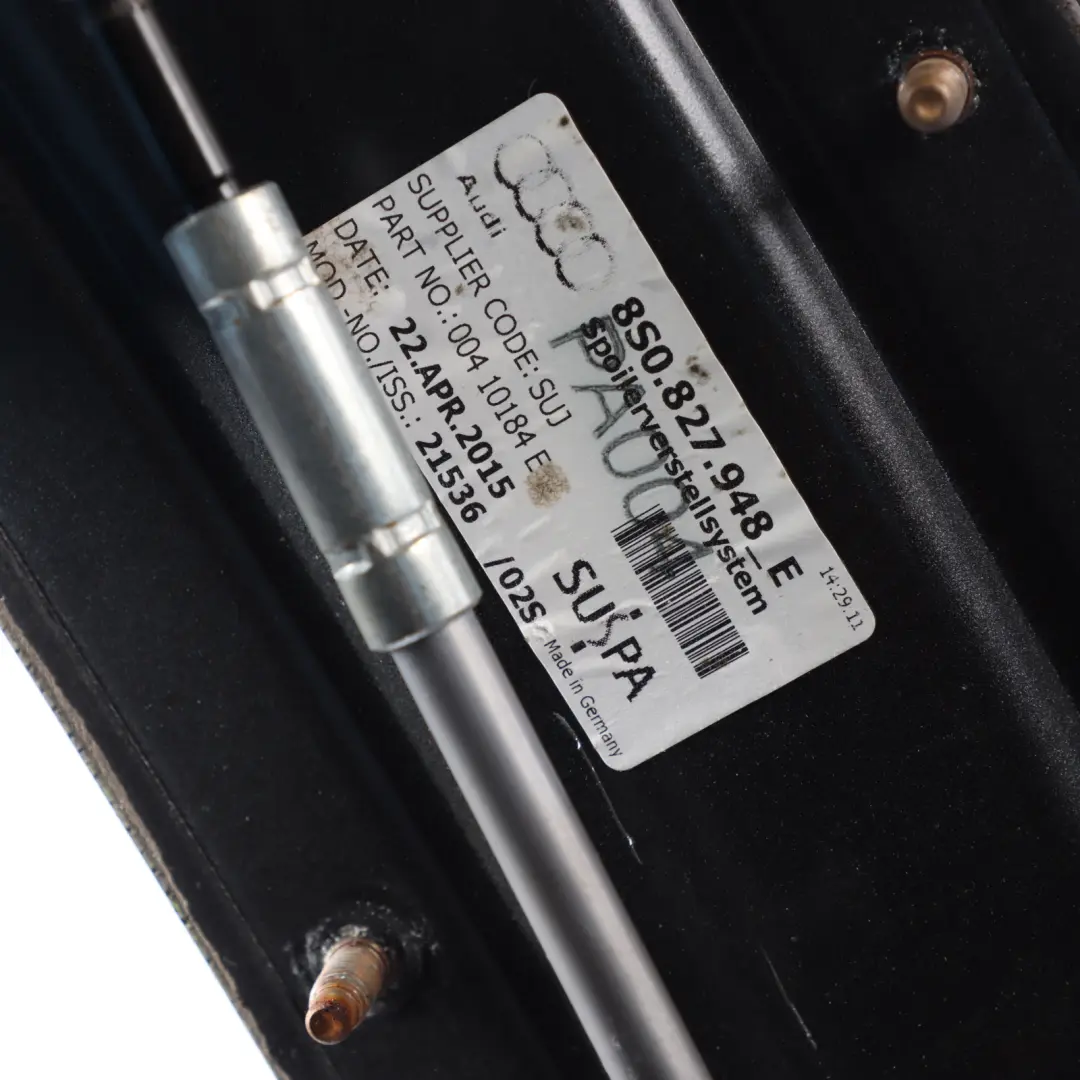 Audi
SUPPLIER CODE: SUJ
PART NO.: 004 10184 E
DATE: 22.APR.2015
MOD.-NO./ISS.: 21536 /02S
8S0.827.948_E
Spoilerverstellsystem
SUSPA
Made in Germany
14:29.11